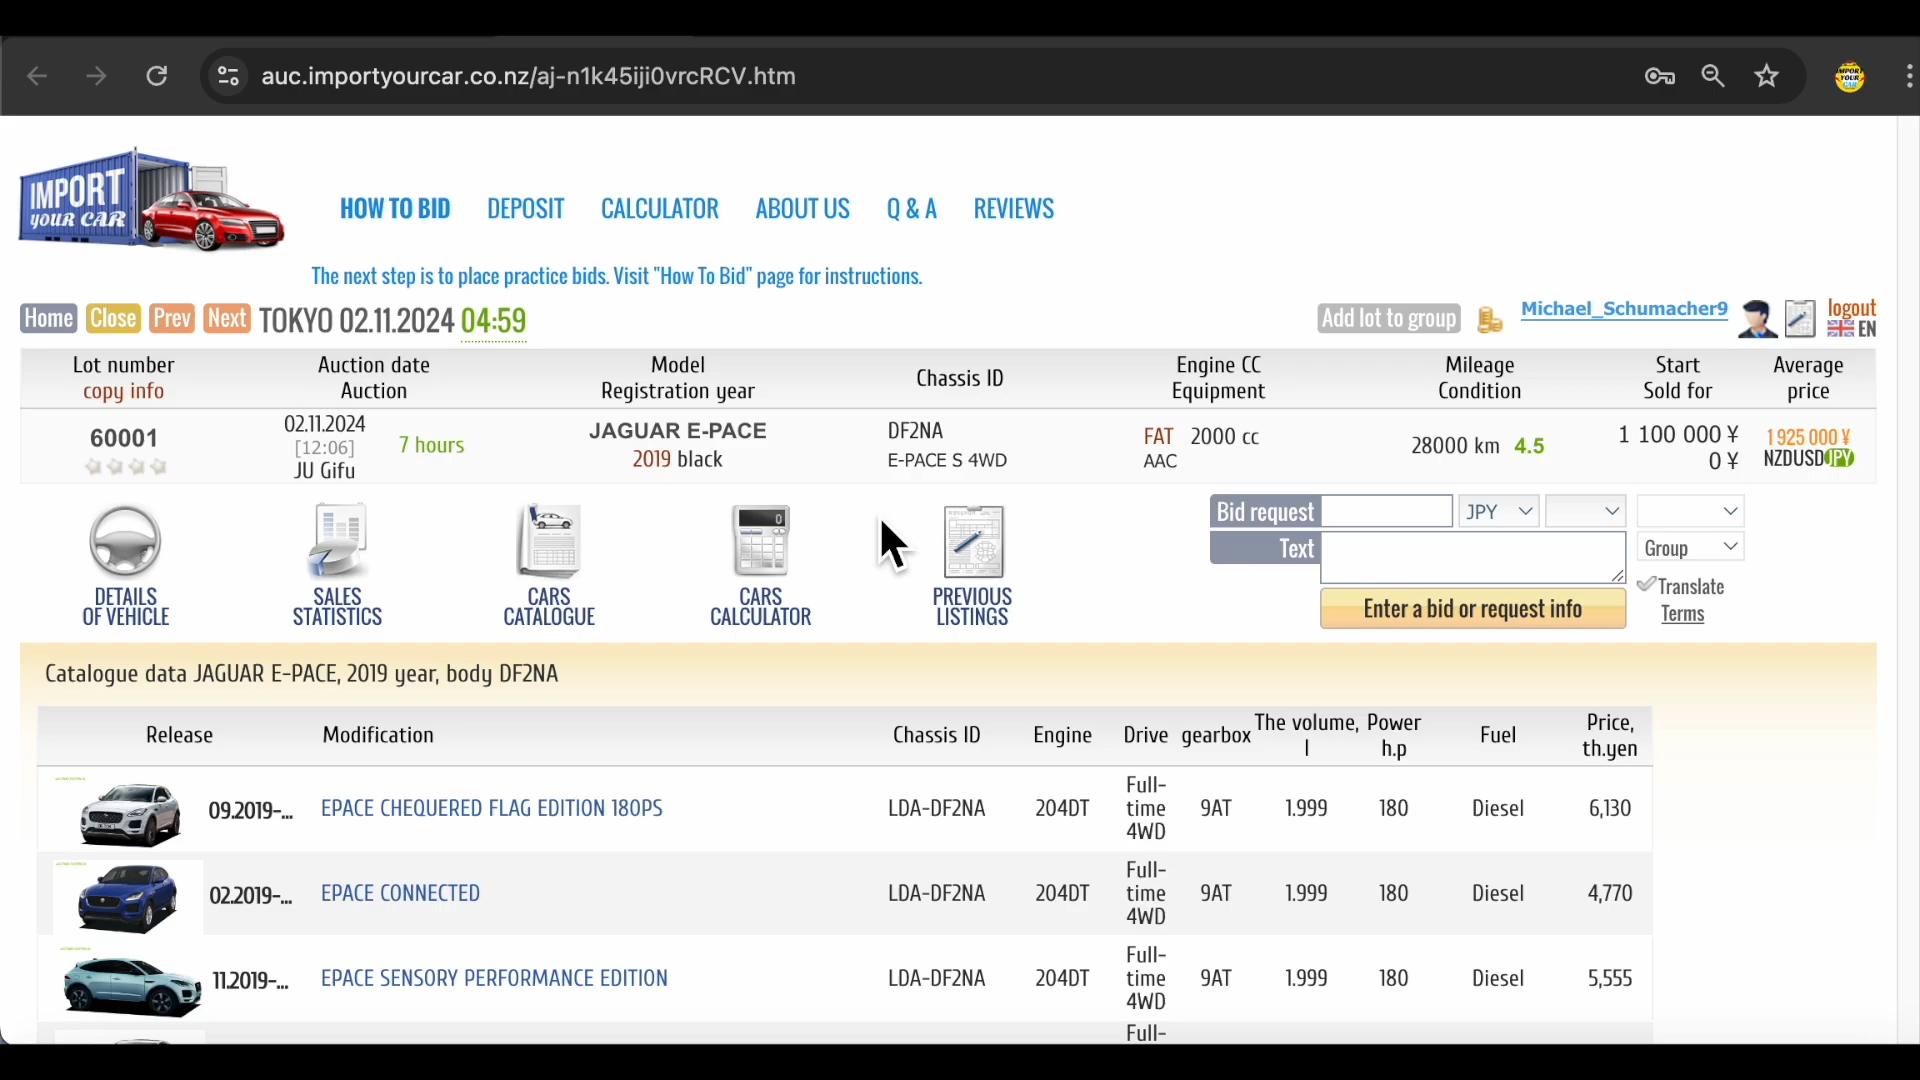 auc.importyourcar.co.nz/aj-n1k45iji0vrcRCV.htm
IMPORT
YOUR
CAR
IMPORT
YOUR CAR
HOW TO BID DEPOSIT CALCULATOR ABOUT US Q & A REVIEWS
The next step is to place practice bids. Visit "How To Bid" page for instructions.
Home Close Prev Next TOKYO 02.11.2024 04:59 Add lot to group Michael_Schumacher9 logout
EN
Lot number
copy info
Auction date
Auction
Model
Registration year
Chassis ID
Engine CC
Equipment
Mileage
Condition
Start
Sold for
Average
price
60001
02.11.2024
[12:06]
JU Gifu
7 hours
JAGUAR E-PACE
2019 black
DF2NA
E-PACE S 4WD
FAT 2000 cc
AAC
28000 km 4.5
1 100 000 ¥
0 ¥
1 925 000 ¥
NZDUSDJPY
DETAILS
OF VEHICLE
SALES
STATISTICS
CARS
CATALOGUE
0
CARS
CALCULATOR
PREVIOUS
LISTINGS
Bid request JPY
Text
Group
Translate
Terms
Enter a bid or request info
Catalogue data JAGUAR E-PACE, 2019 year, body DF2NA
Release Modification Chassis ID Engine Drive gearbox The volume, l Power h.p Fuel Price, th.yen
09.2019-... EPACE CHEQUERED FLAG EDITION 180PS LDA-DF2NA 204DT Full-time 4WD 9AT 1.999 180 Diesel 6,130
02.2019-... EPACE CONNECTED LDA-DF2NA 204DT Full-time 4WD 9AT 1.999 180 Diesel 4,770
11.2019-... EPACE SENSORY PERFORMANCE EDITION LDA-DF2NA 204DT Full-time 4WD 9AT 1.999 180 Diesel 5,555
Full-